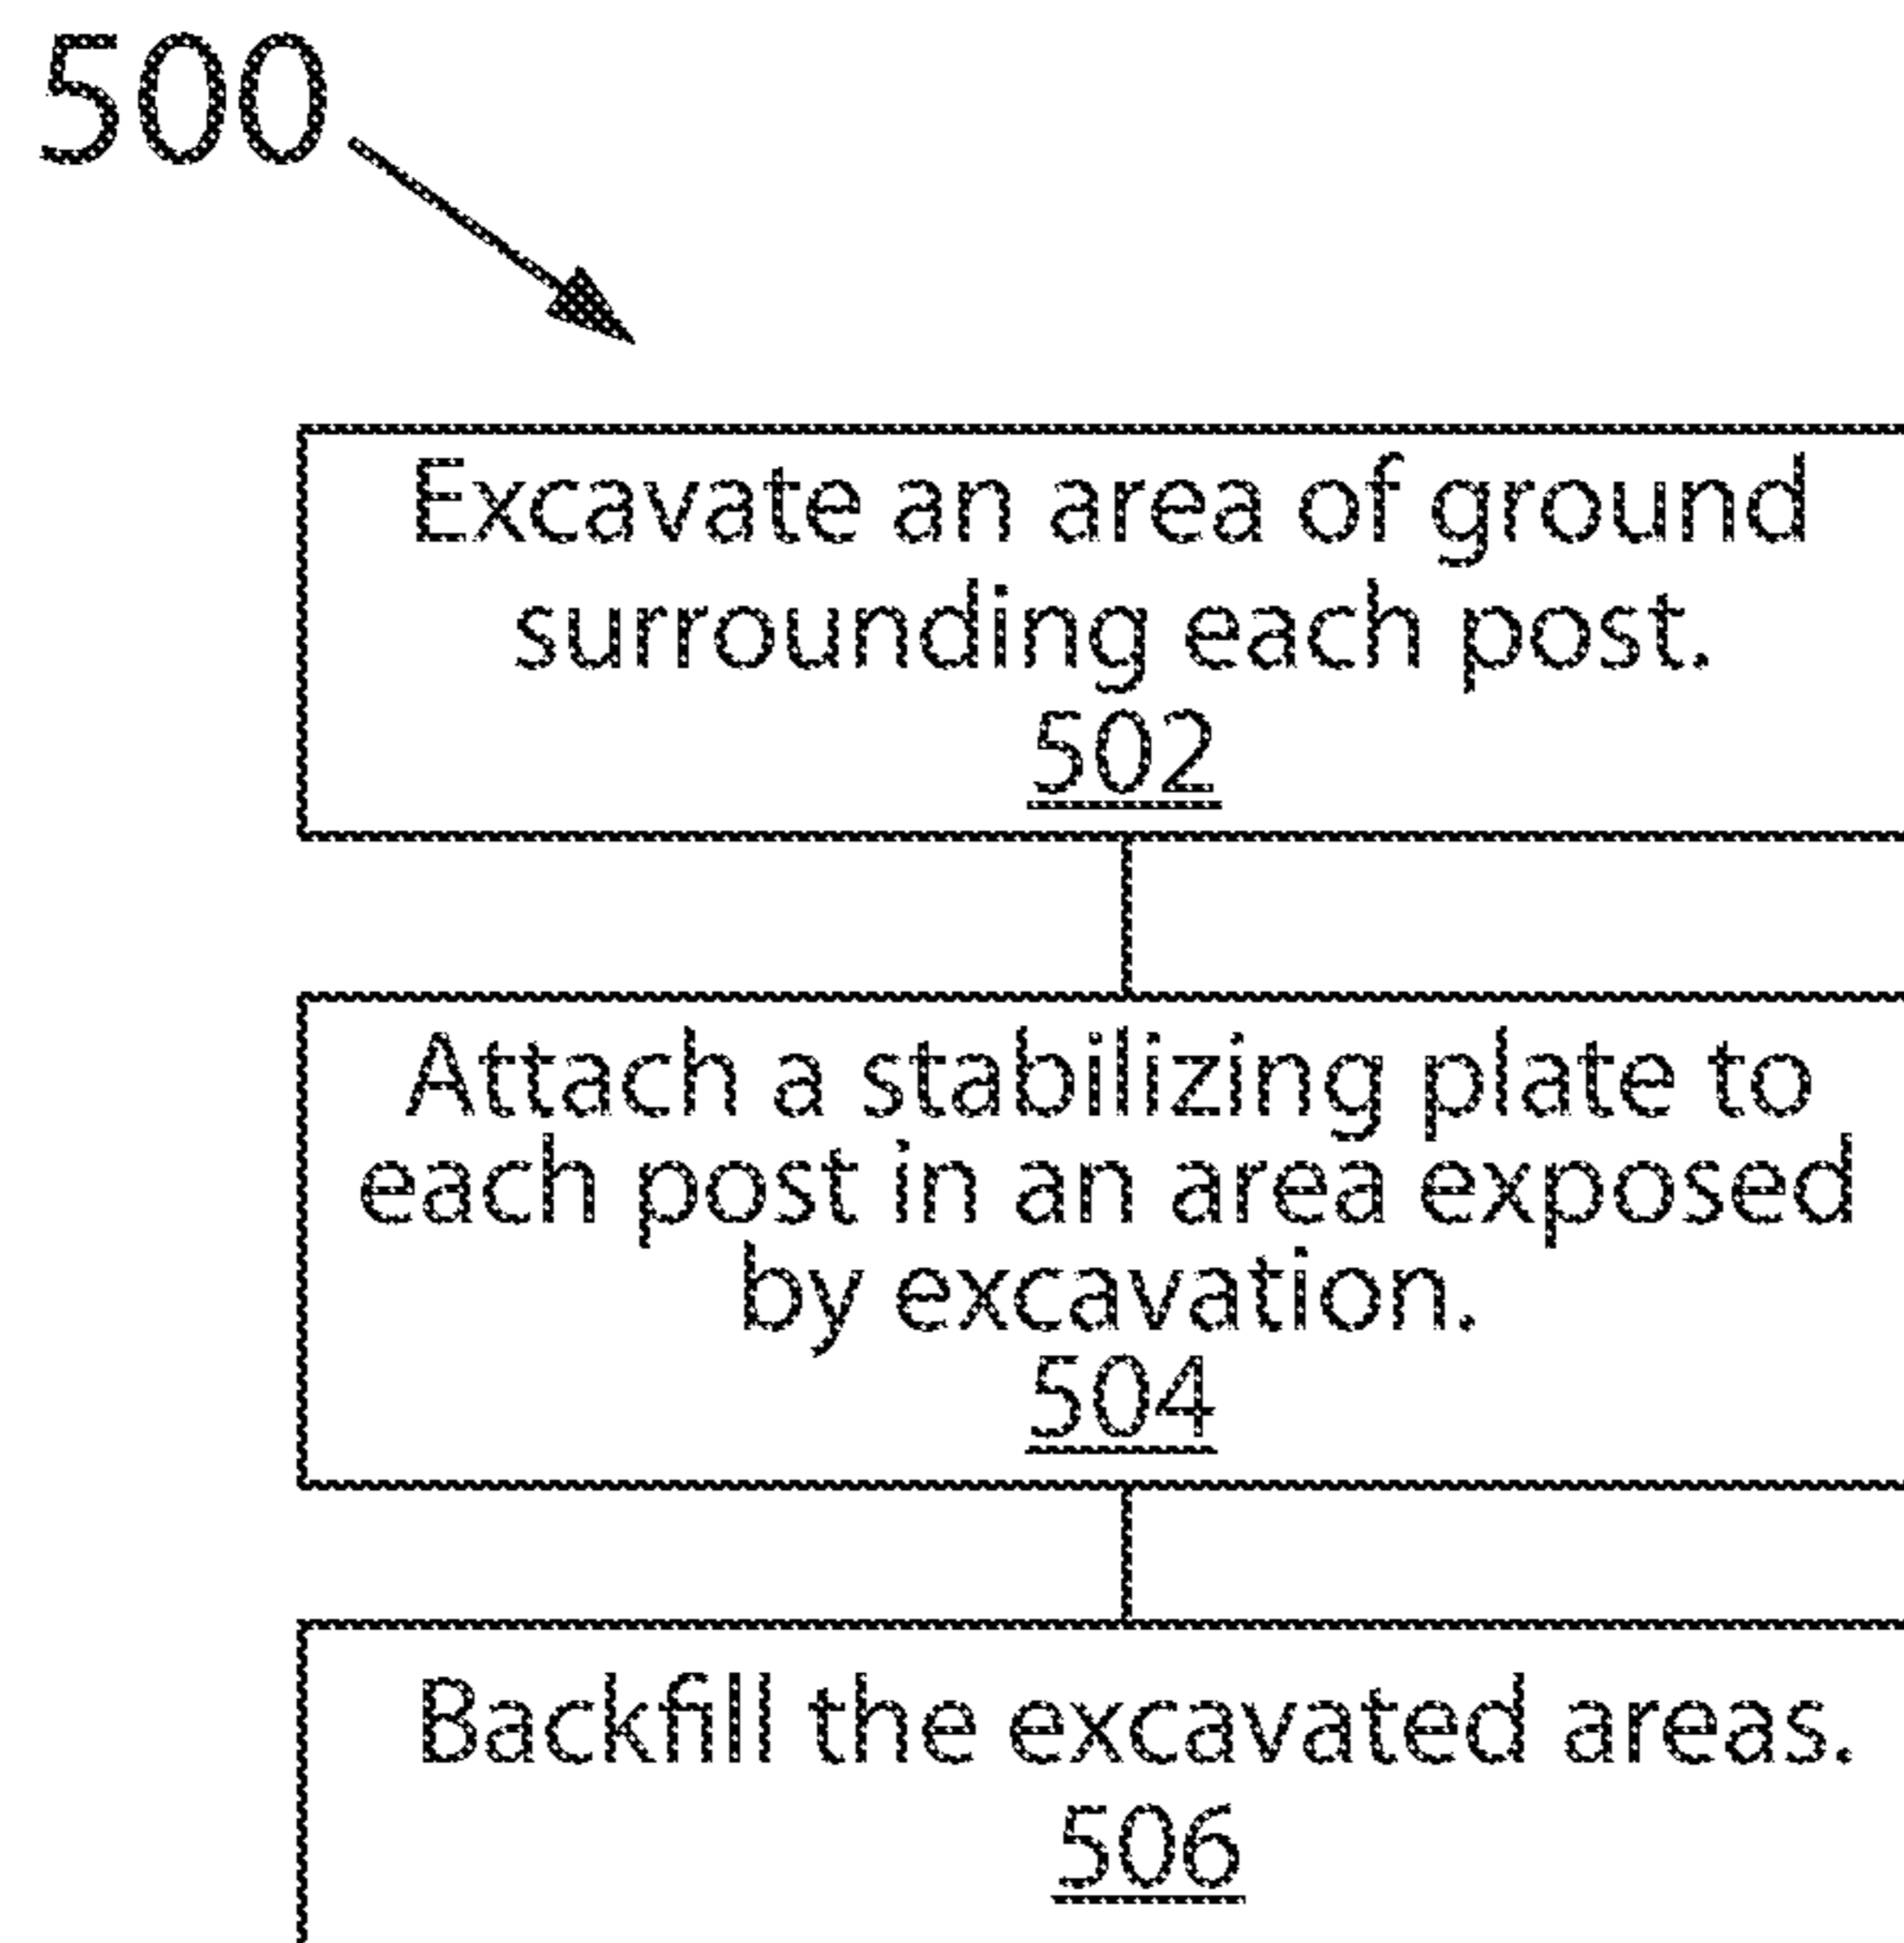 500
Excavate an area of ground
surrounding each post.
502
Attach a stabilizing plate to
each post in an area exposed
by excavation.
504
Backfill the excavated areas.
506